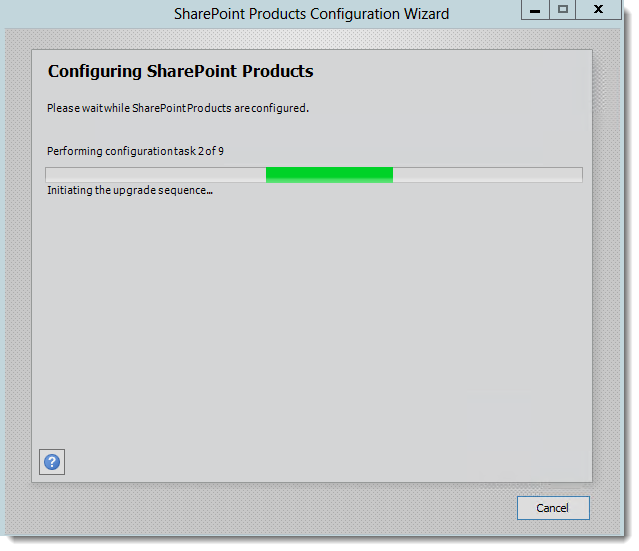 SharePoint Products Configuration Wizard
Configuring SharePoint Products
Please wait while SharePoint Products are configured.
Performing configuration task 2 of 9
Initiating the upgrade sequence...
?
Cancel